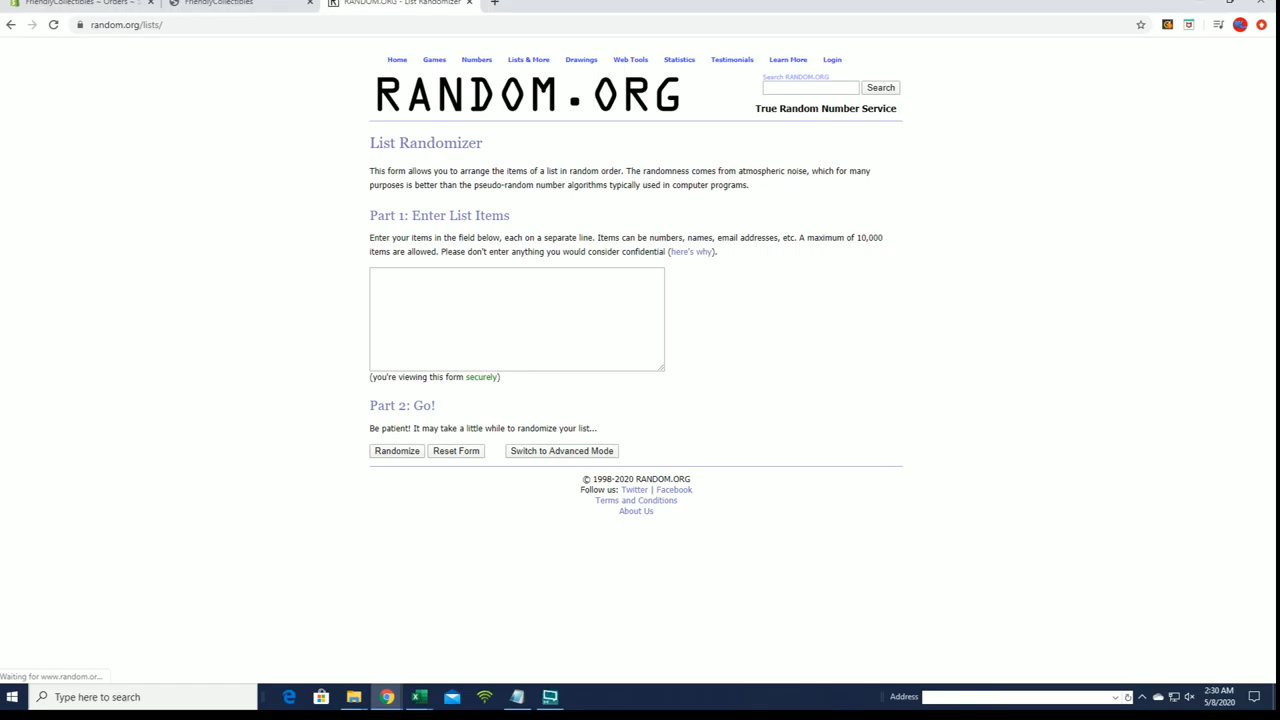 FriendlyCollectibles ~ Orders ~ S
FriendlyCollectibles
RANDOM.ORG - List Randomizer
random.org/lists/
Home Games Numbers Lists & More Drawings Web Tools Statistics Testimonials Learn More Login
RANDOM.ORG
Search RANDOM.ORG
Search
True Random Number Service
List Randomizer
This form allows you to arrange the items of a list in random order. The randomness comes from atmospheric noise, which for many
purposes is better than the pseudo-random number algorithms typically used in computer programs.
Part 1: Enter List Items
Enter your items in the field below, each on a separate line. Items can be numbers, names, email addresses, etc. A maximum of 10,000
items are allowed. Please don't enter anything you would consider confidential (here's why).
(you're viewing this form securely)
Part 2: Go!
Be patient! It may take a little while to randomize your list...
Randomize Reset Form Switch to Advanced Mode
© 1998-2020 RANDOM.ORG
Follow us: Twitter | Facebook
Terms and Conditions
About Us
Waiting for www.random.or...
Type here to search
Address
2:30 AM
5/8/2020